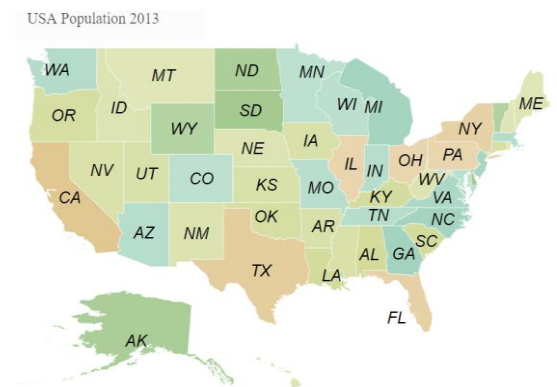 USA Population 2013
WA
MT
ND
MN
OR
ID
SD
WI
MI
ME
WY
NY
IA
NE
NV
UT
CO
IL
IN
OH
PA
CA
KS
MO
WV
VA
KY
AZ
NM
OK
AR
TN
NC
TX
LA
AL
GA
SC
FL
AK